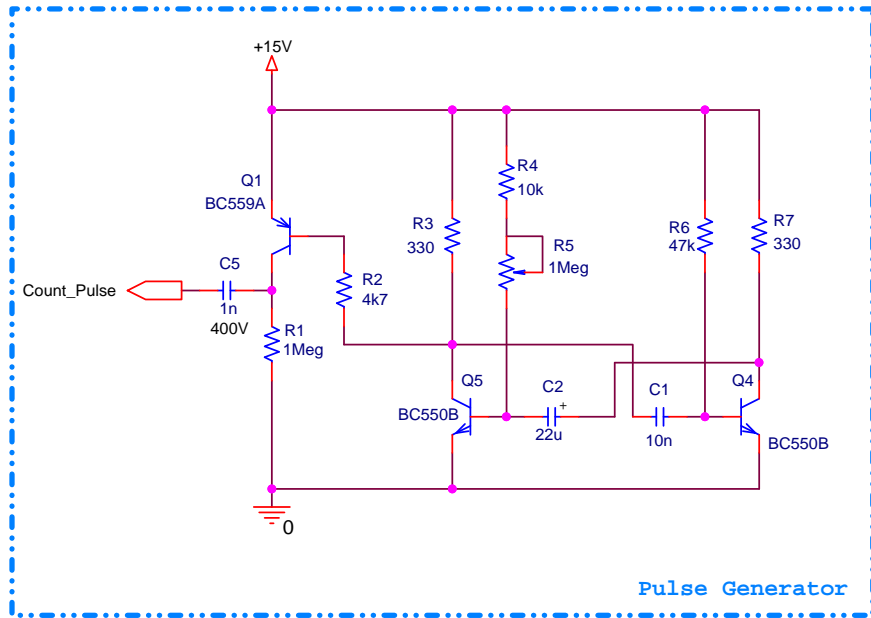 +15V
Q1
BC559A
R4
10k
R3
330
R5
1Meg
R6
47k
R7
330
C5
Count_Pulse
1n
400V
R2
4k7
R1
1Meg
Q5
BC550B
C2
+
22u
C1
10n
Q4
BC550B
0
Pulse Generator